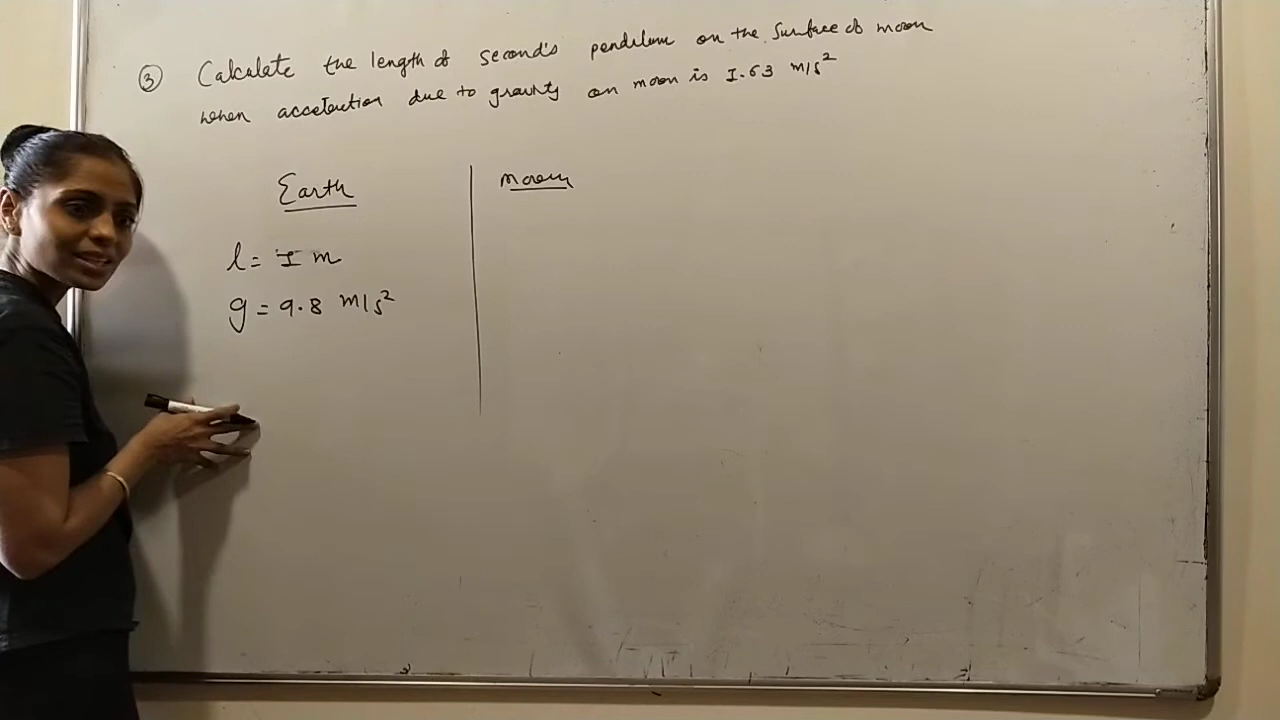 ③ Calculate the length of second's pendulum on the surface of moon
when acceleration due to gravity on moon is 1.63 m/s²
Earth
l = 1 m
g = 9.8 m/s²
Moon